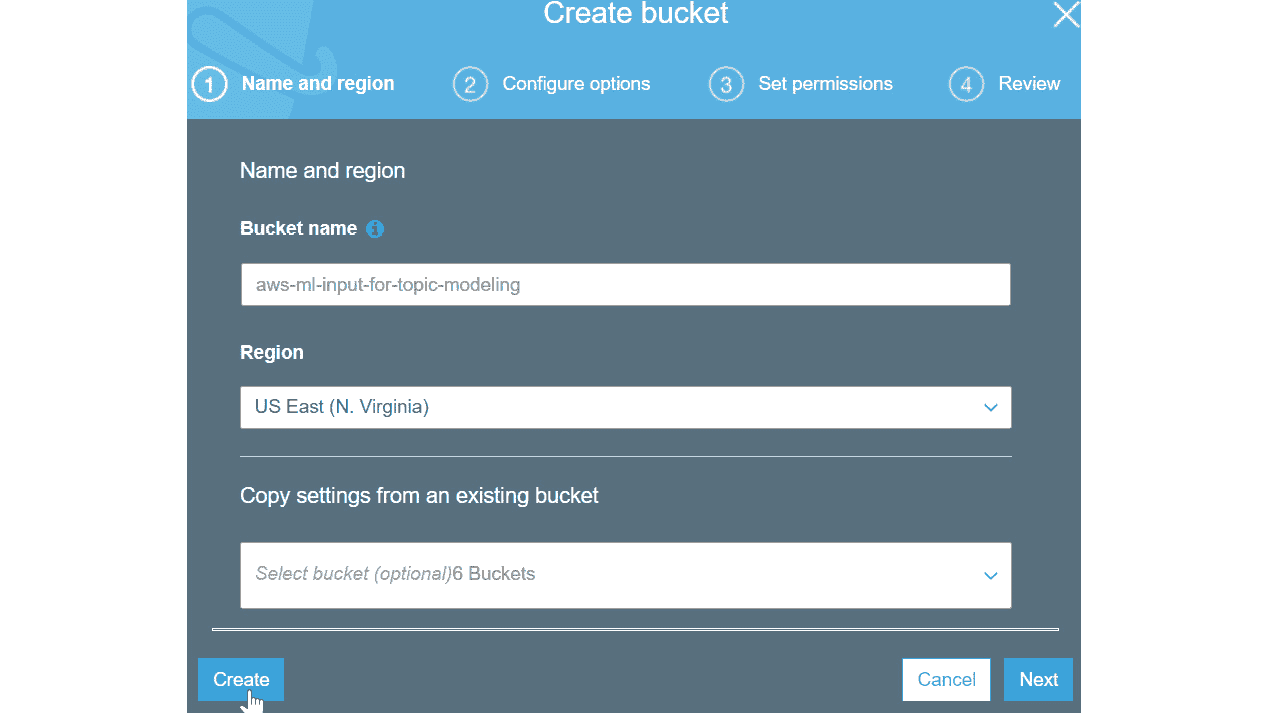 Create bucket
1 Name and region 2 Configure options 3 Set permissions 4 Review
Name and region
Bucket name i
aws-ml-input-for-topic-modeling
Region
US East (N. Virginia)
Copy settings from an existing bucket
Select bucket (optional)6 Buckets
Create Cancel Next